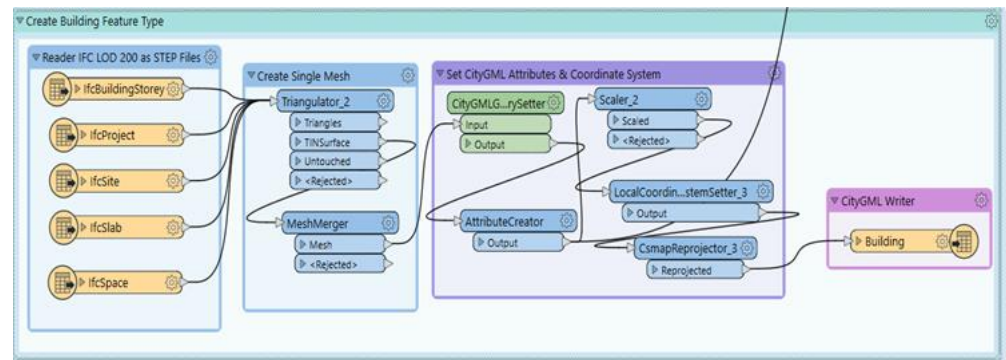 Create Building Feature Type
Reader IFC LOD 200 as STEP Files
IfcBuildingStorey
IfcProject
IfcSite
IfcSlab
IfcSpace
Create Single Mesh
Triangulator_2
Triangles
TINSurface
Untouched
<Rejected>
MeshMerger
Mesh
<Rejected>
Set CityGML Attributes & Coordinate System
CityGMLG...rySetter
Input
Output
AttributeCreator
Output
Scaler_2
Scaled
<Rejected>
LocalCoordin...stemSetter_3
Output
CsmapReprojector_3
Reprojected
CityGML Writer
Building